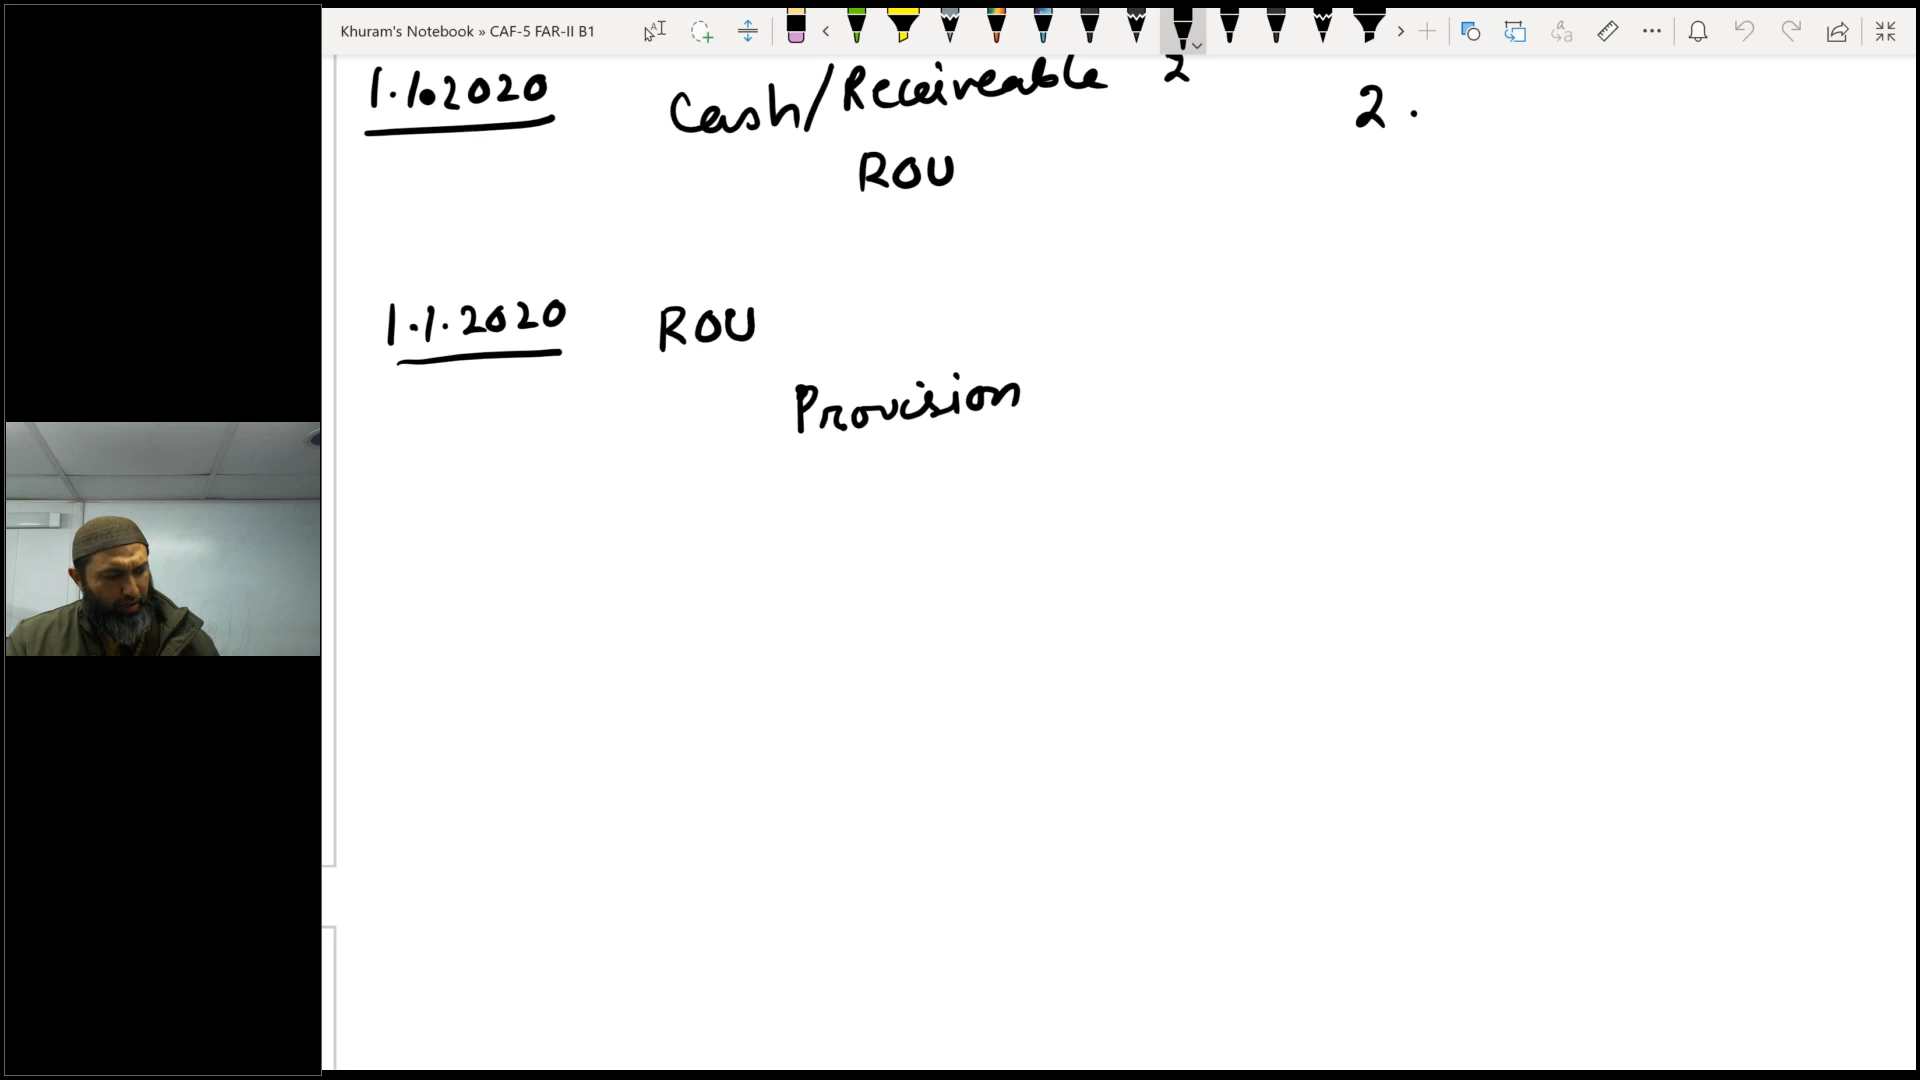 Khuram's Notebook » CAF-5 FAR-II B1
1.1.2020 Cash/Receiveable 2
2.
ROU
1.1.2020 ROU
Provision